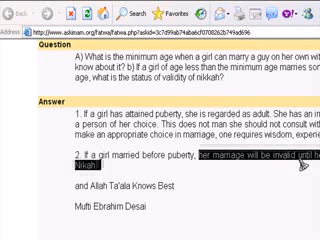 Search Favorites
Address http://www.askimam.org/fatwa/fatwa.php?askid=3c7d99ab74aba6cf0708262b749ad696
Question
A) What is the minimum age when a girl can marry a guy on her own wit
know about it? b) If a girl of age less than the minimum age marries som
age, what is the status of validity of nikkah?
Answer
1. If a girl has attained puberty, she is regarded as adult. She has an in
a person of her choice. This does not man she should not consult with
make an appropriate choice in marriage, one requires wisdom, experie
2. If a girl married before puberty, her marriage will be invalid until he
Nikah.
and Allah Ta'ala Knows Best
Mufti Ebrahim Desai